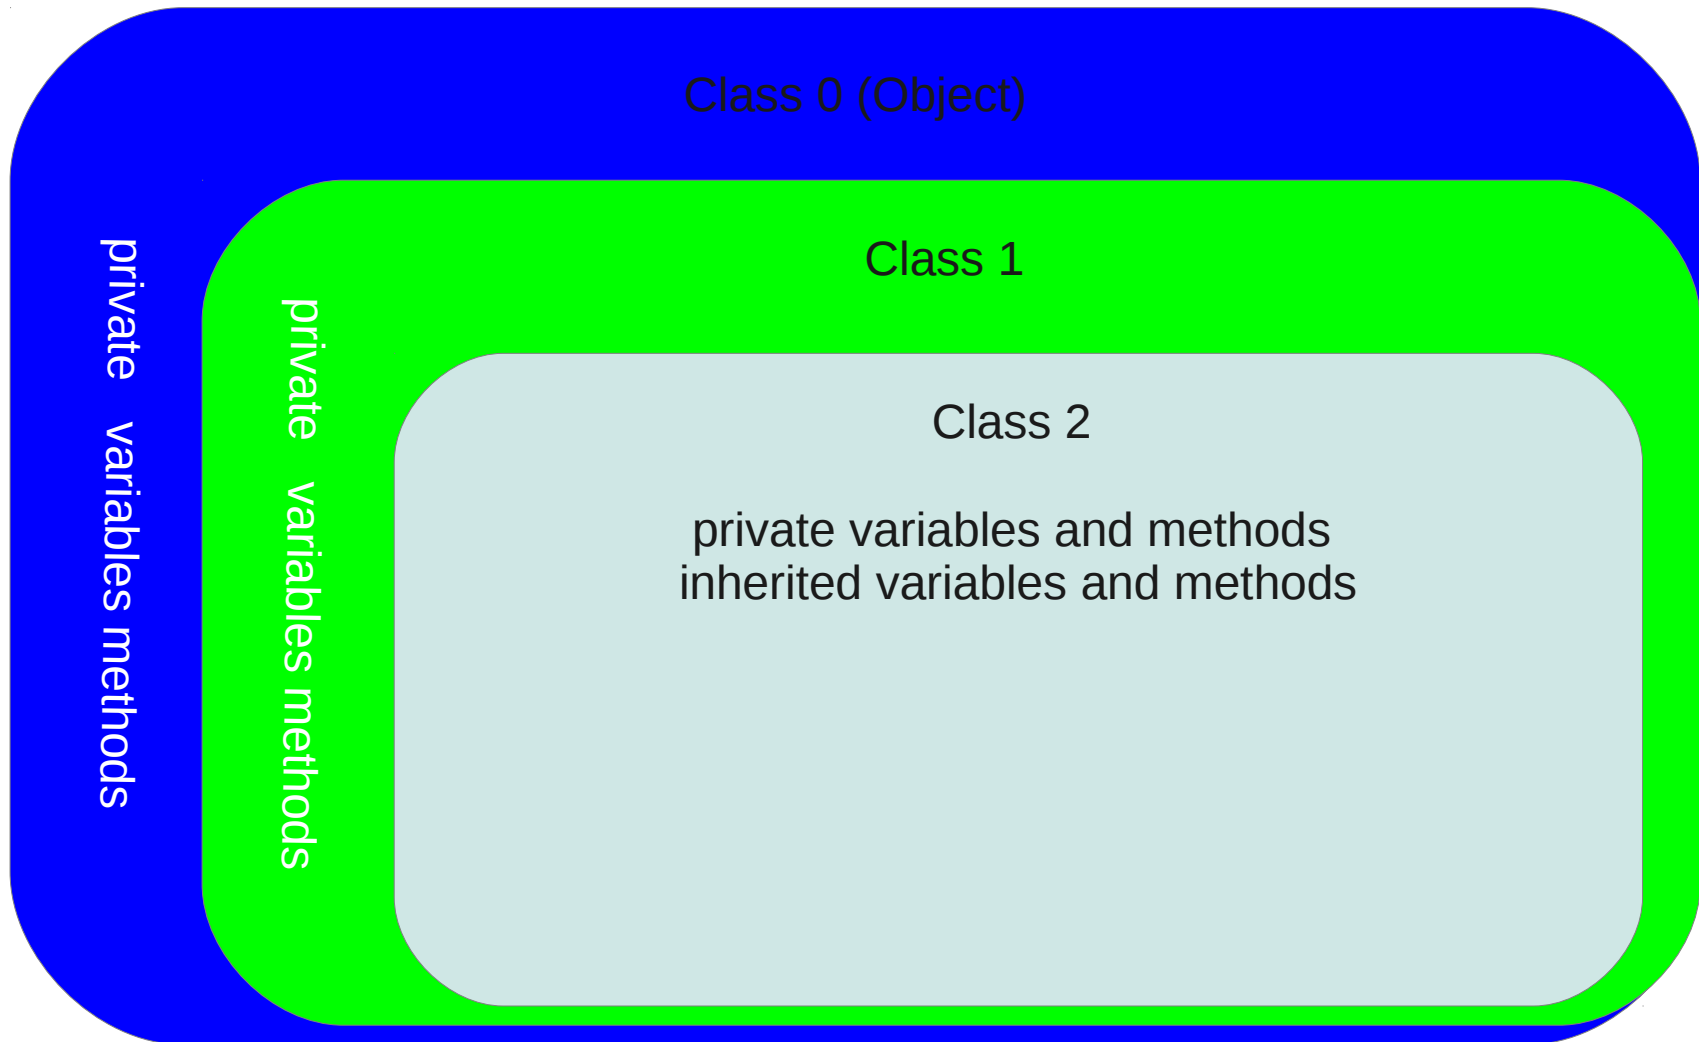 Class 0 (Object)
private variables methods
Class 1
private variables methods
Class 2
private variables and methods
inherited variables and methods